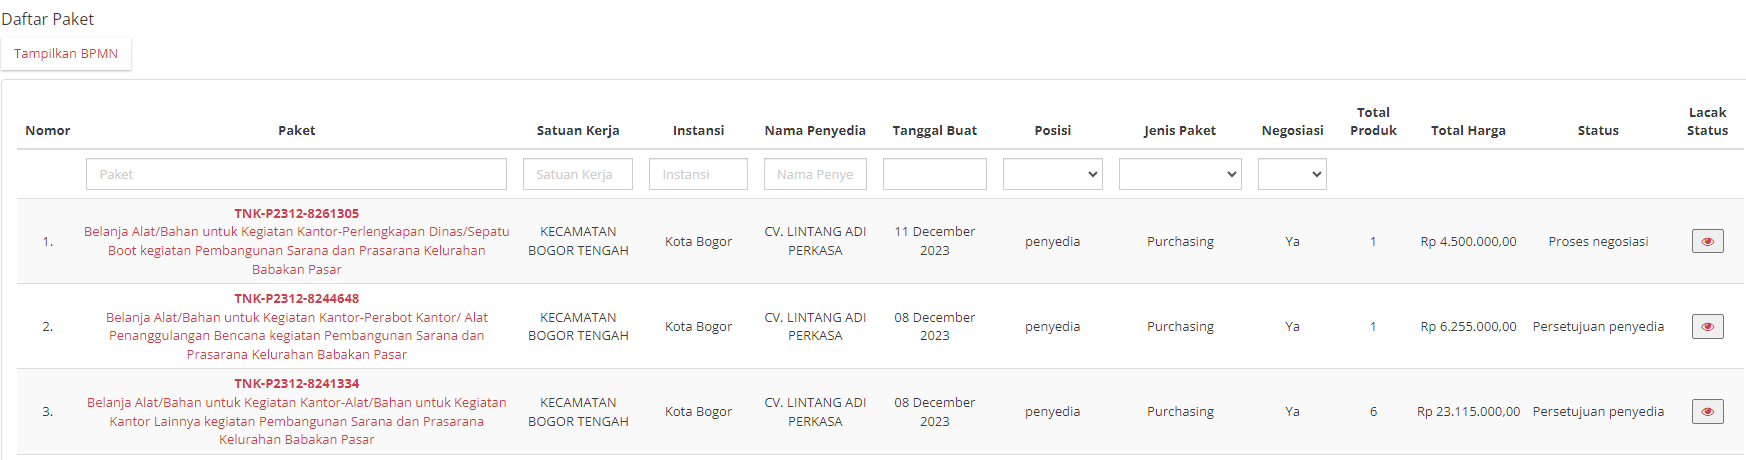 Daftar Paket
Tampilkan BPMN
Nomor Paket Satuan Kerja Instansi Nama Penyedia Tanggal Buat Posisi Jenis Paket Negosiasi Total Produk Total Harga Status Lacak Status
Paket Satuan Kerja Instansi Nama Penye
1.
TNK-P2312-8261305
Belanja Alat/Bahan untuk Kegiatan Kantor-Perlengkapan Dinas/Sepatu
Boot kegiatan Pembangunan Sarana dan Prasarana Kelurahan
Babakan Pasar
KECAMATAN
BOGOR TENGAH
Kota Bogor
CV. LINTANG ADI
PERKASA
11 December
2023
penyedia
Purchasing
Ya
1
Rp 4.500.000,00
Proses negosiasi
2.
TNK-P2312-8244648
Belanja Alat/Bahan untuk Kegiatan Kantor-Perabot Kantor/ Alat
Penanggulangan Bencana kegiatan Pembangunan Sarana dan
Prasarana Kelurahan Babakan Pasar
KECAMATAN
BOGOR TENGAH
Kota Bogor
CV. LINTANG ADI
PERKASA
08 December
2023
penyedia
Purchasing
Ya
1
Rp 6.255.000,00
Persetujuan penyedia
3.
TNK-P2312-8241334
Belanja Alat/Bahan untuk Kegiatan Kantor-Alat/Bahan untuk Kegiatan
Kantor Lainnya kegiatan Pembangunan Sarana dan Prasarana
Kelurahan Babakan Pasar
KECAMATAN
BOGOR TENGAH
Kota Bogor
CV. LINTANG ADI
PERKASA
08 December
2023
penyedia
Purchasing
Ya
6
Rp 23.115.000,00
Persetujuan penyedia